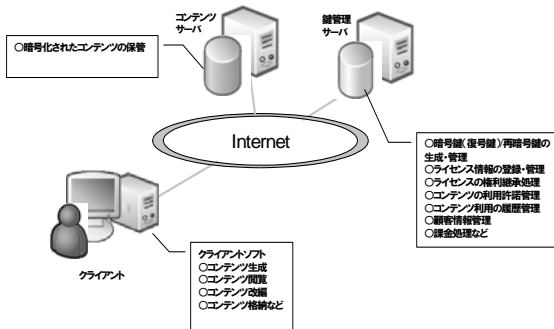 コンテンツ
サーバ
鍵管理
サーバ
○暗号化されたコンテンツの保管
Internet
○暗号鍵(復号鍵)/再暗号鍵の
生成・管理
○ライセンス情報の登録・管理
○ライセンスの権利継承処理
○コンテンツの利用許諾管理
○コンテンツ利用の履歴管理
○顧客情報管理
○課金処理など
クライアント
クライアントソフト
○コンテンツ生成
○コンテンツ閲覧
○コンテンツ改編
○コンテンツ格納など